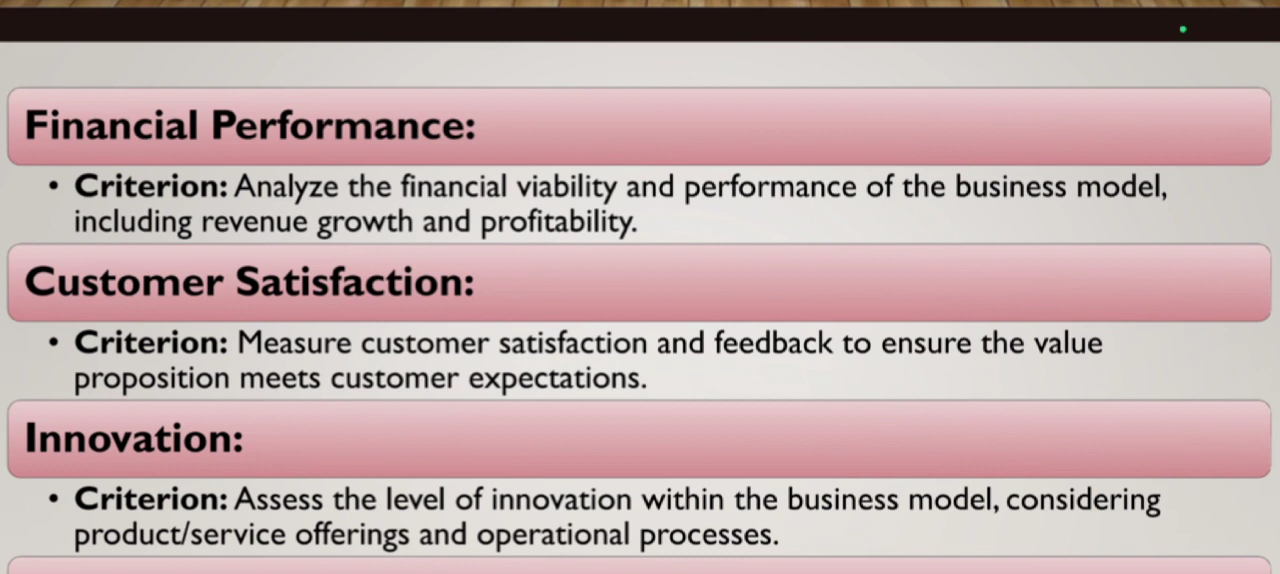 Financial Performance:
• Criterion: Analyze the financial viability and performance of the business model,
including revenue growth and profitability.
Customer Satisfaction:
• Criterion: Measure customer satisfaction and feedback to ensure the value
proposition meets customer expectations.
Innovation:
• Criterion: Assess the level of innovation within the business model, considering
product/service offerings and operational processes.